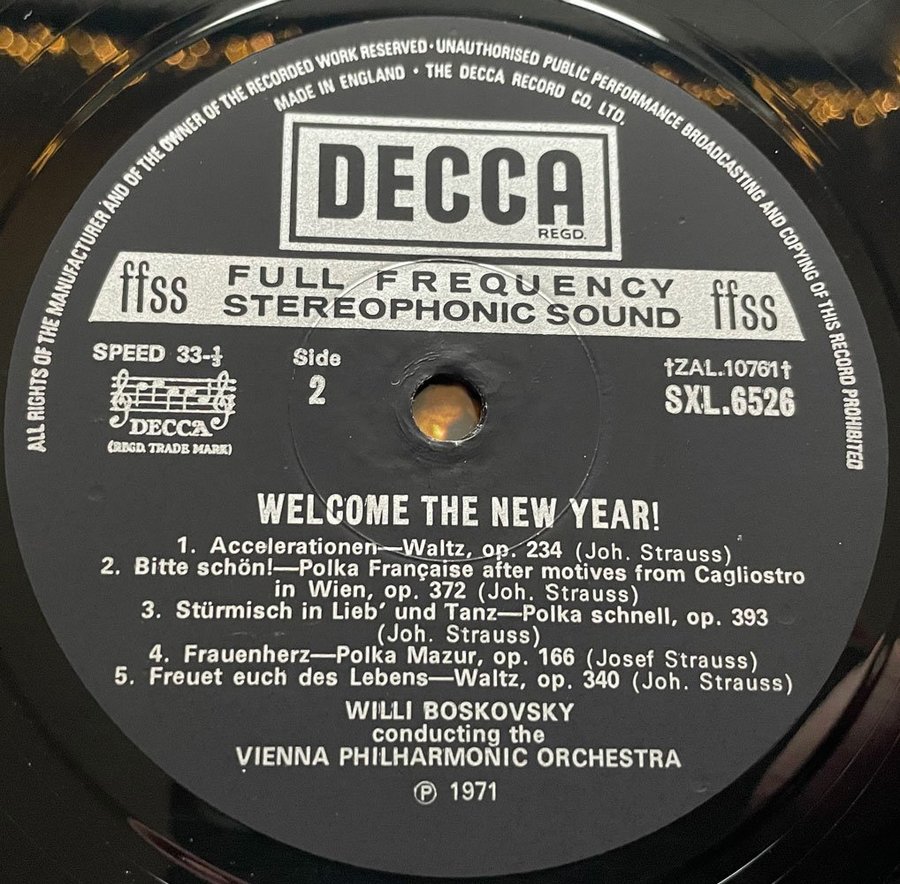 ALL RIGHTS OF THE MANUFACTURER AND OF THE OWNER OF THE RECORDED WORK RESERVED · UNAUTHORISED PUBLIC PERFORMANCE BROADCASTING AND COPYING OF THIS RECORD PROHIBITED
MADE IN ENGLAND · THE DECCA RECORD CO. LTD.
DECCA
REGD.
ffss FULL FREQUENCY STEREOPHONIC SOUND ffss
SPEED 33-⅓
DECCA
(REGD. TRADE MARK)
Side
2
†ZAL.10761†
SXL.6526
WELCOME THE NEW YEAR!
1. Accelerationen—Waltz, op. 234 (Joh. Strauss)
2. Bitte schön!—Polka Française after motives from Cagliostro
in Wien, op. 372 (Joh. Strauss)
3. Stürmisch in Lieb' und Tanz—Polka schnell, op. 393
(Joh. Strauss)
4. Frauenherz—Polka Mazur, op. 166 (Josef Strauss)
5. Freuet euch des Lebens—Waltz, op. 340 (Joh. Strauss)
WILLI BOSKOVSKY
conducting the
VIENNA PHILHARMONIC ORCHESTRA
℗ 1971